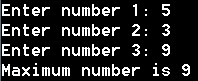 Enter number 1: 5
Enter number 2: 3
Enter number 3: 9
Maximum number is 9